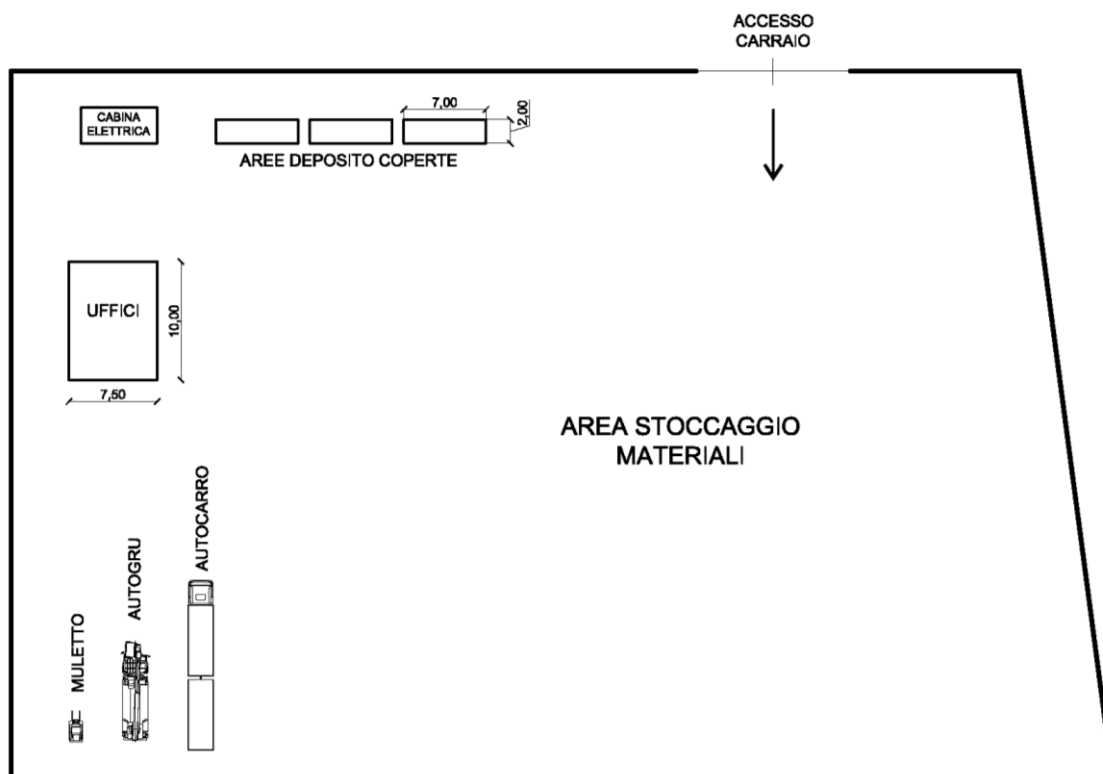 ACCESSO
CARRAIO
CABINA
ELETTRICA
7,00
2,00
AREE DEPOSITO COPERTE
UFFICI
10,00
7,50
AREA STOCCAGGIO
MATERIALI
AUTOCARRO
AUTOGRU
MULETTO